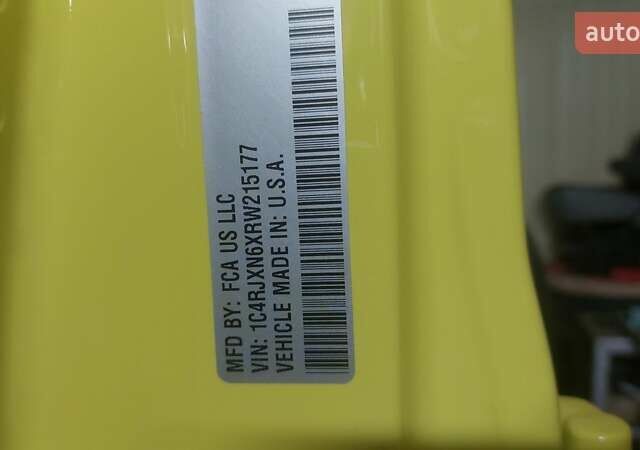 MFD BY: FCA US LLC
VIN: 1C4RJXN6XRW215177
VEHICLE MADE IN: U.S.A.
auto